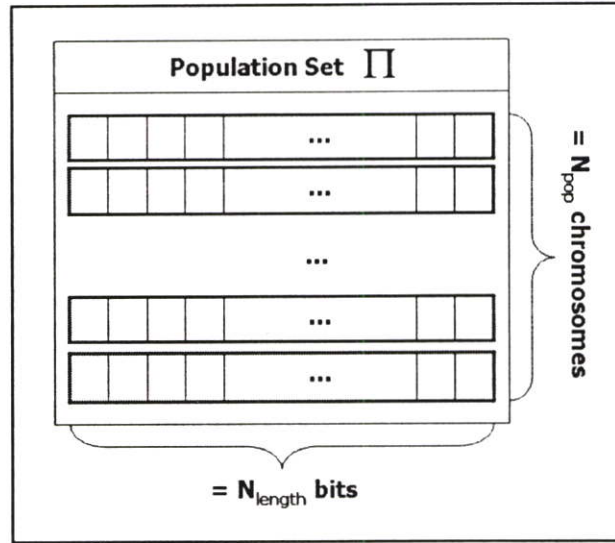 Population Set ∏
...
...
...
...
...
= N_pop chromosomes
= N_length bits